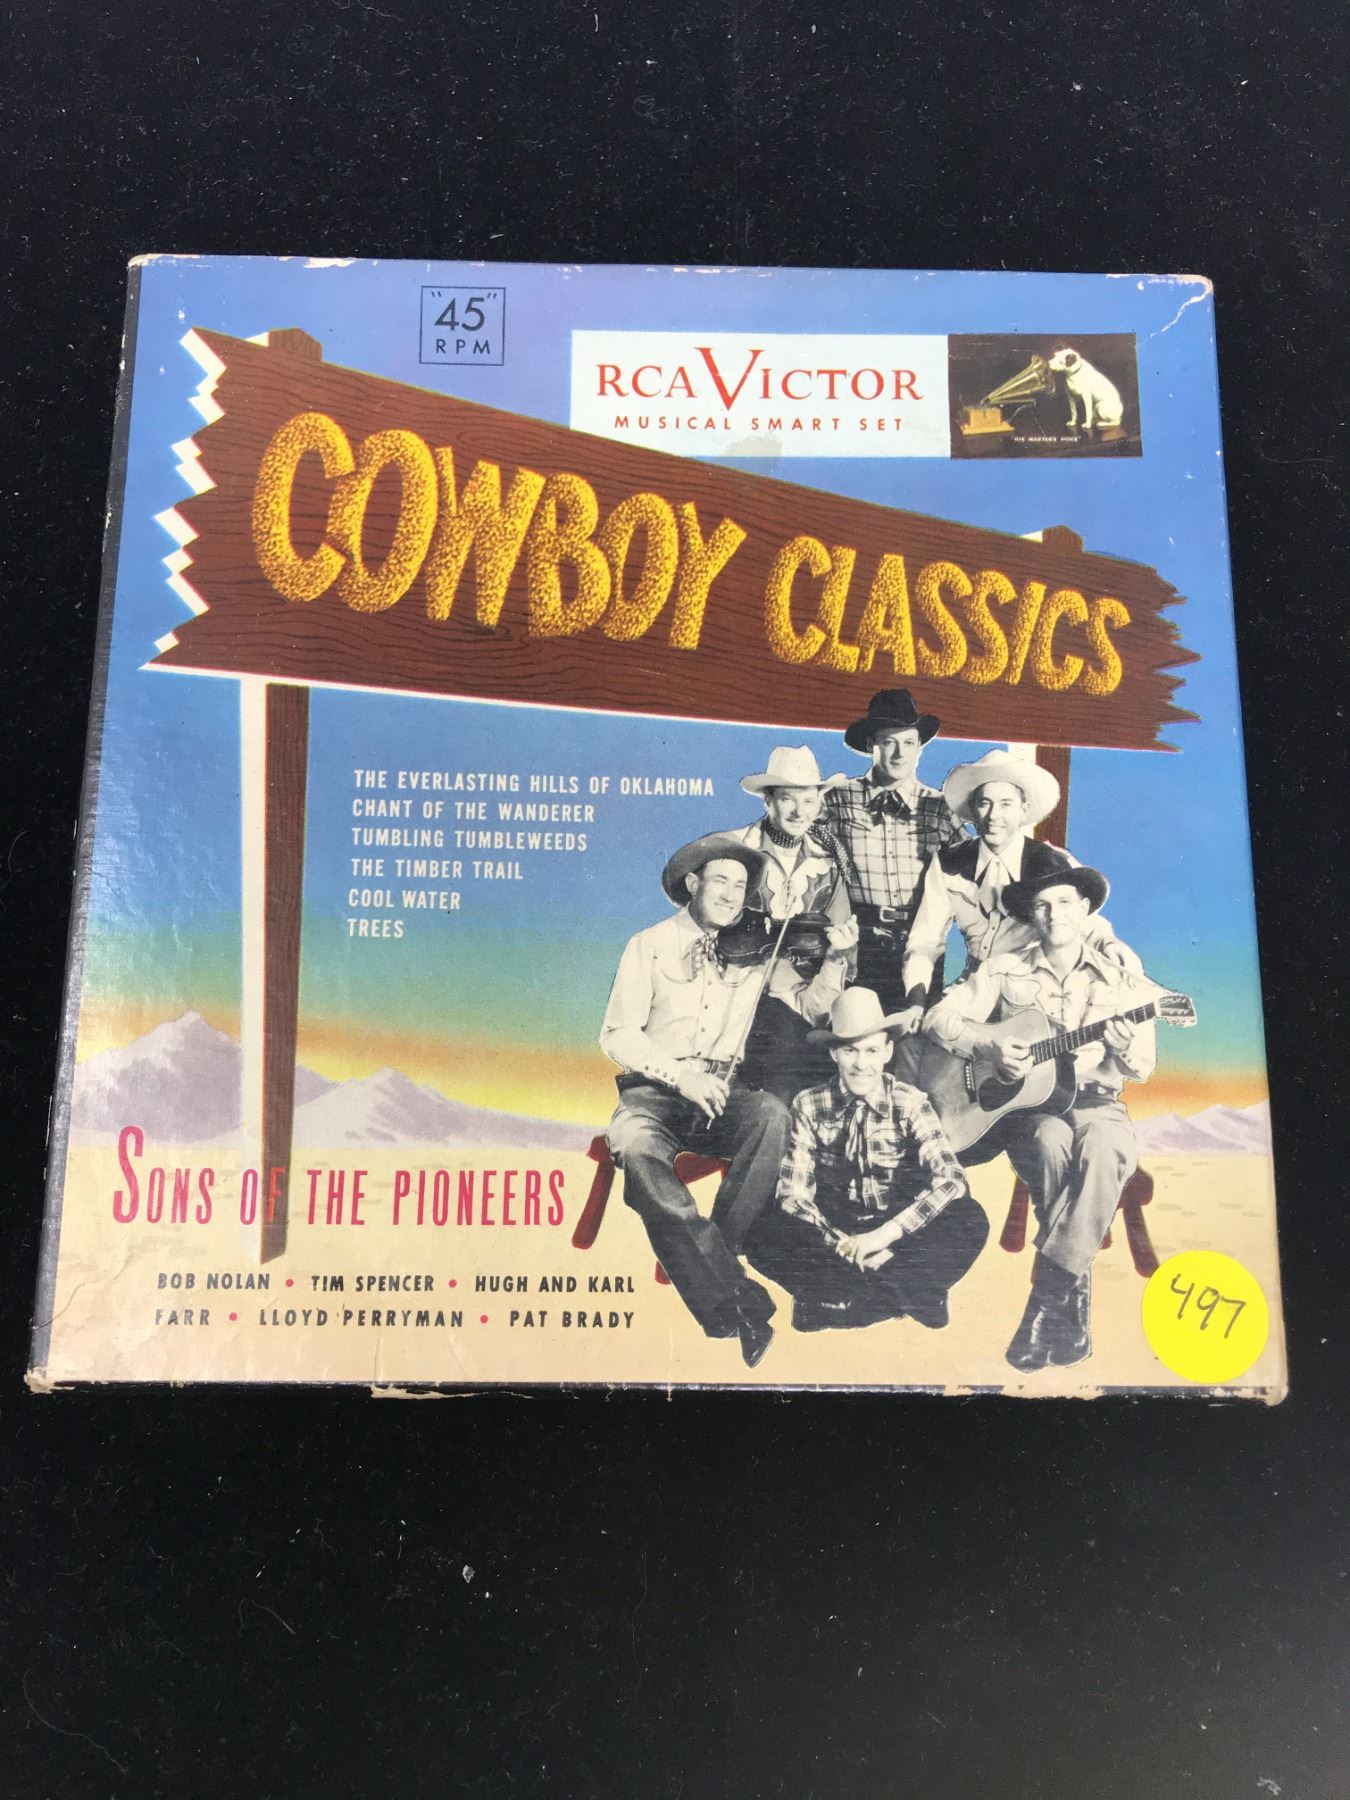 "45"
RPM
RCA VICTOR
MUSICAL SMART SET
"HIS MASTER'S VOICE"
COWBOY CLASSICS
THE EVERLASTING HILLS OF OKLAHOMA
CHANT OF THE WANDERER
TUMBLING TUMBLEWEEDS
THE TIMBER TRAIL
COOL WATER
TREES
SONS OF THE PIONEERS
BOB NOLAN • TIM SPENCER • HUGH AND KARL
FARR • LLOYD PERRYMAN • PAT BRADY
497